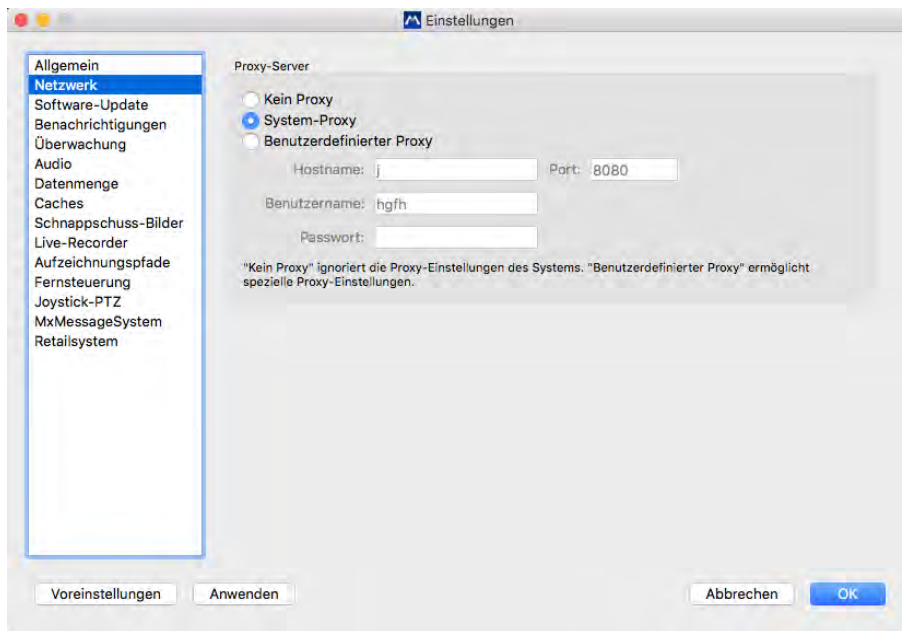 Einstellungen
Allgemein
Netzwerk
Software-Update
Benachrichtigungen
Überwachung
Audio
Datenmenge
Caches
Schnappschuss-Bilder
Live-Recorder
Aufzeichnungspfade
Fernsteuerung
Joystick-PTZ
MxMessageSystem
Retailsystem
Proxy-Server
Kein Proxy
System-Proxy
Benutzerdefinierter Proxy
Hostname: j Port: 8080
Benutzername: hgfh
Passwort:
"Kein Proxy" ignoriert die Proxy-Einstellungen des Systems. "Benutzerdefinierter Proxy" ermöglicht
spezielle Proxy-Einstellungen.
Voreinstellungen Anwenden Abbrechen OK